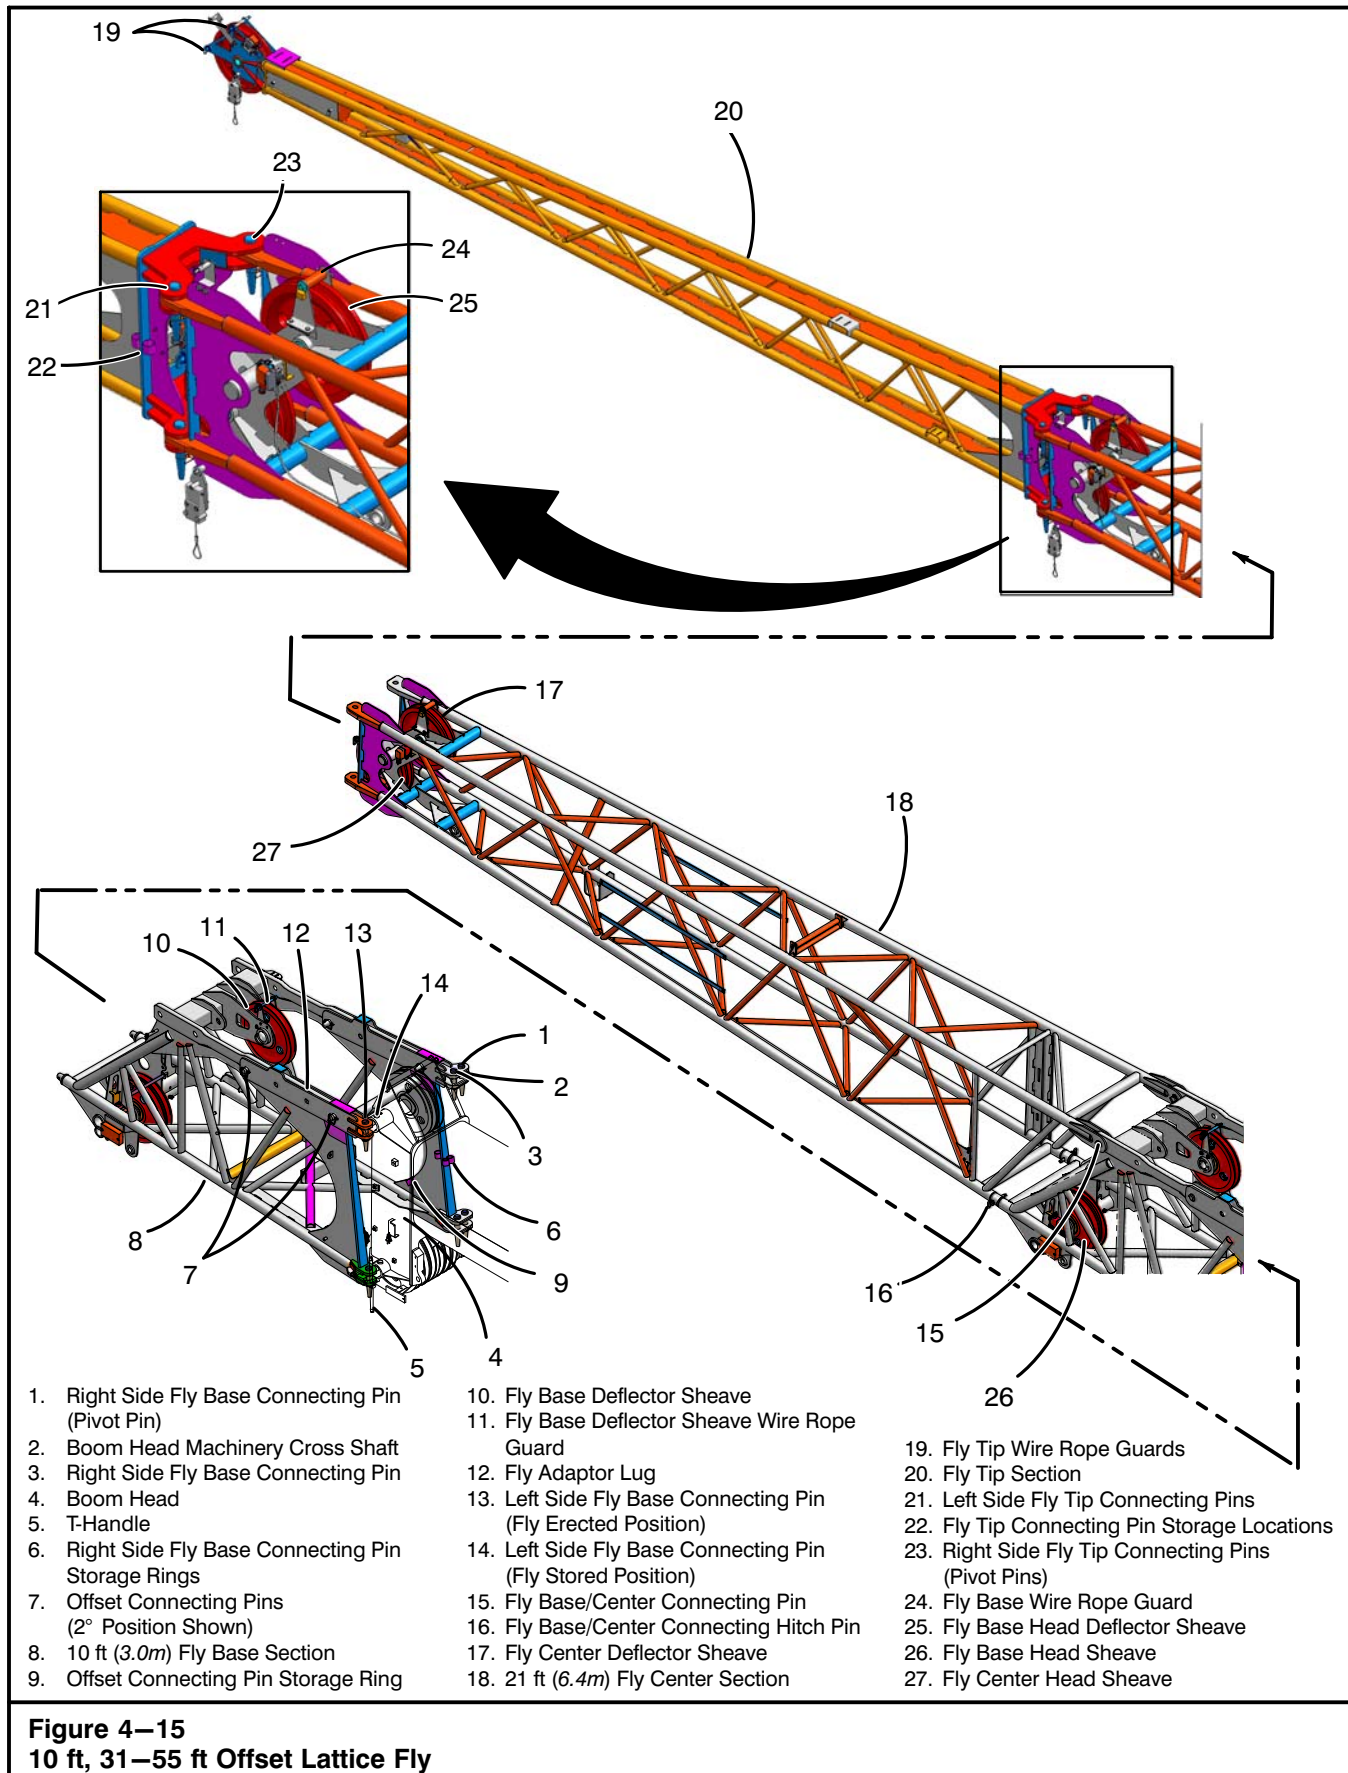 19
20
23
24
21
25
22
17
18
27
11
10
12
13
14
1
2
3
8
6
7
9
16
15
5
4
26
1. Right Side Fly Base Connecting Pin
(Pivot Pin)
2. Boom Head Machinery Cross Shaft
3. Right Side Fly Base Connecting Pin
4. Boom Head
5. T-Handle
6. Right Side Fly Base Connecting Pin
Storage Rings
7. Offset Connecting Pins
(2° Position Shown)
8. 10 ft (3.0m) Fly Base Section
9. Offset Connecting Pin Storage Ring
10. Fly Base Deflector Sheave
11. Fly Base Deflector Sheave Wire Rope
Guard
12. Fly Adaptor Lug
13. Left Side Fly Base Connecting Pin
(Fly Erected Position)
14. Left Side Fly Base Connecting Pin
(Fly Stored Position)
15. Fly Base/Center Connecting Pin
16. Fly Base/Center Connecting Hitch Pin
17. Fly Center Deflector Sheave
18. 21 ft (6.4m) Fly Center Section
19. Fly Tip Wire Rope Guards
20. Fly Tip Section
21. Left Side Fly Tip Connecting Pins
22. Fly Tip Connecting Pin Storage Locations
23. Right Side Fly Tip Connecting Pins
(Pivot Pins)
24. Fly Base Wire Rope Guard
25. Fly Base Head Deflector Sheave
26. Fly Base Head Sheave
27. Fly Center Head Sheave
Figure 4–15
10 ft, 31–55 ft Offset Lattice Fly